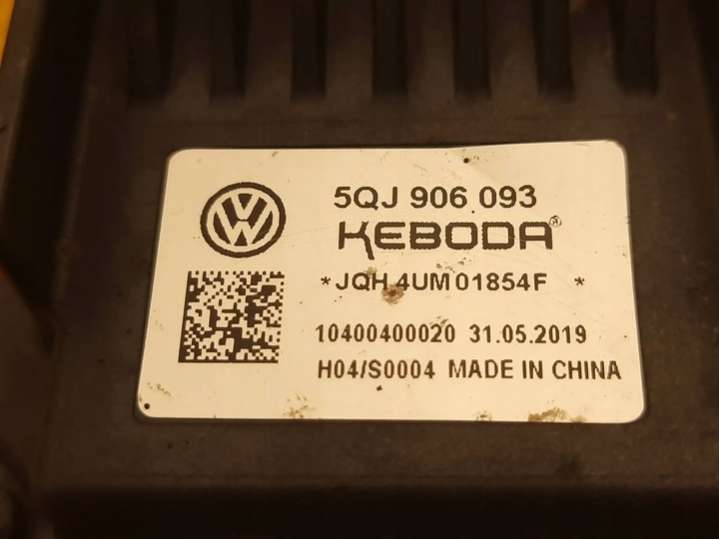 5QJ 906 093
KEBODA®
*JQH 4UM 01854F *
10400400020 31.05.2019
H04/S0004 MADE IN CHINA